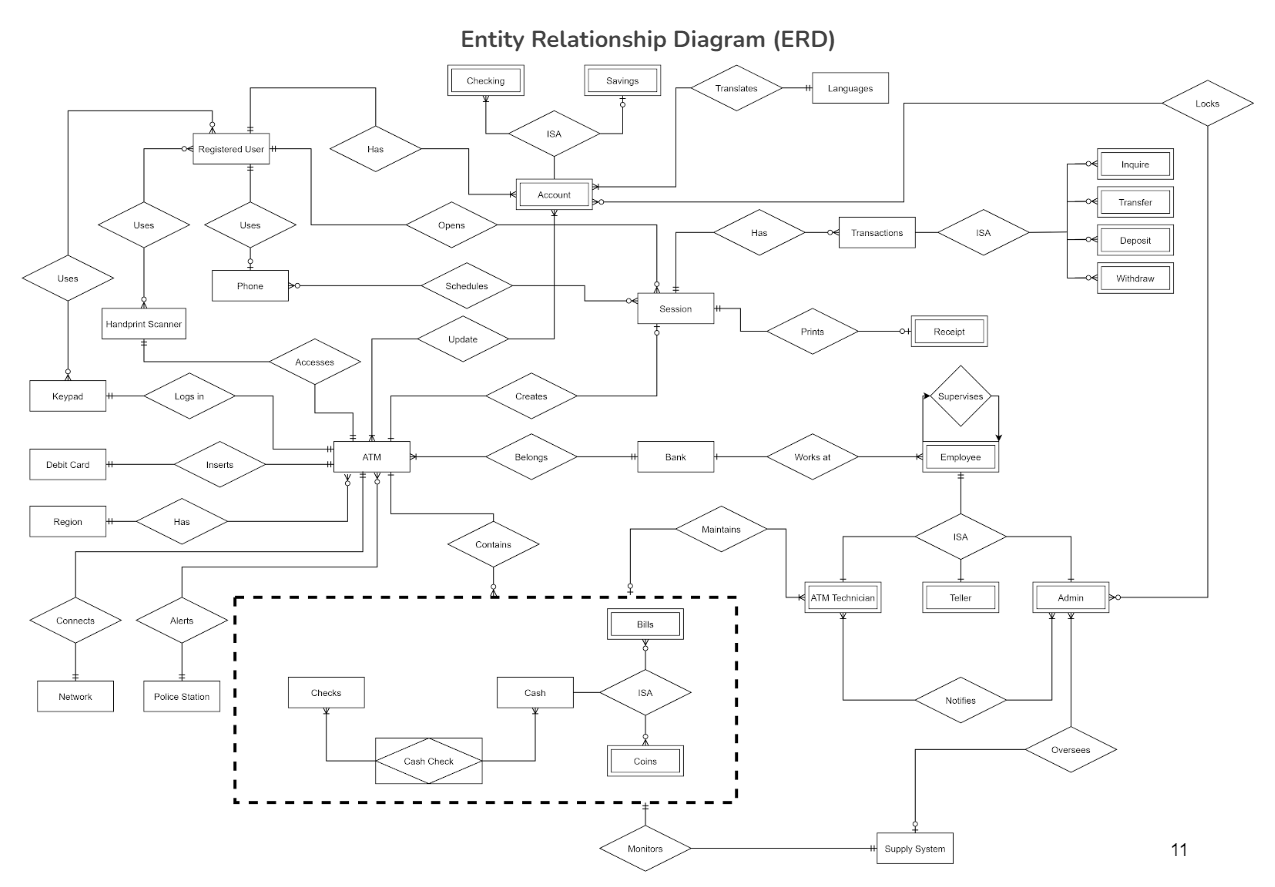 Entity Relationship Diagram (ERD)
Checking
Savings
Translates
Languages
Locks
ISA
Registered User
Has
Inquire
Account
Transfer
Uses
Uses
Opens
Has
Transactions
ISA
Deposit
Uses
Phone
Schedules
Withdraw
Session
Handprint Scanner
Update
Prints
Receipt
Accesses
Keypad
Logs in
Creates
Supervises
Debit Card
Inserts
ATM
Belongs
Bank
Works at
Employee
Region
Has
Contains
Maintains
ISA
ATM Technician
Teller
Admin
Connects
Alerts
Bills
Network
Police Station
Checks
Cash
ISA
Notifies
Cash Check
Coins
Oversees
Monitors
Supply System
11